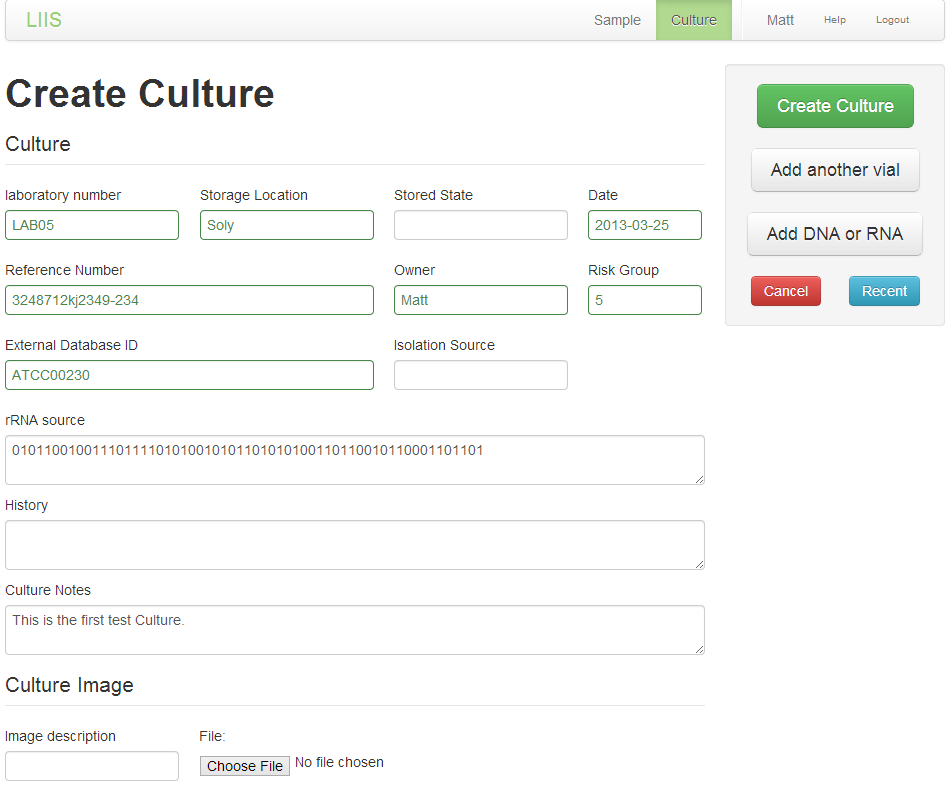 LIIS Sample Culture Matt Help Logout
Create Culture
Culture
laboratory number Storage Location Stored State Date
LAB05 Soly 2013-03-25
Reference Number Owner Risk Group
3248712kj2349-234 Matt 5
External Database ID Isolation Source
ATCC00230
rRNA source
01011001001110111101010010101101010100110110010110001101101
History
Culture Notes
This is the first test Culture.
Culture Image
Image description File:
Choose File No file chosen
Create Culture
Add another vial
Add DNA or RNA
Cancel Recent